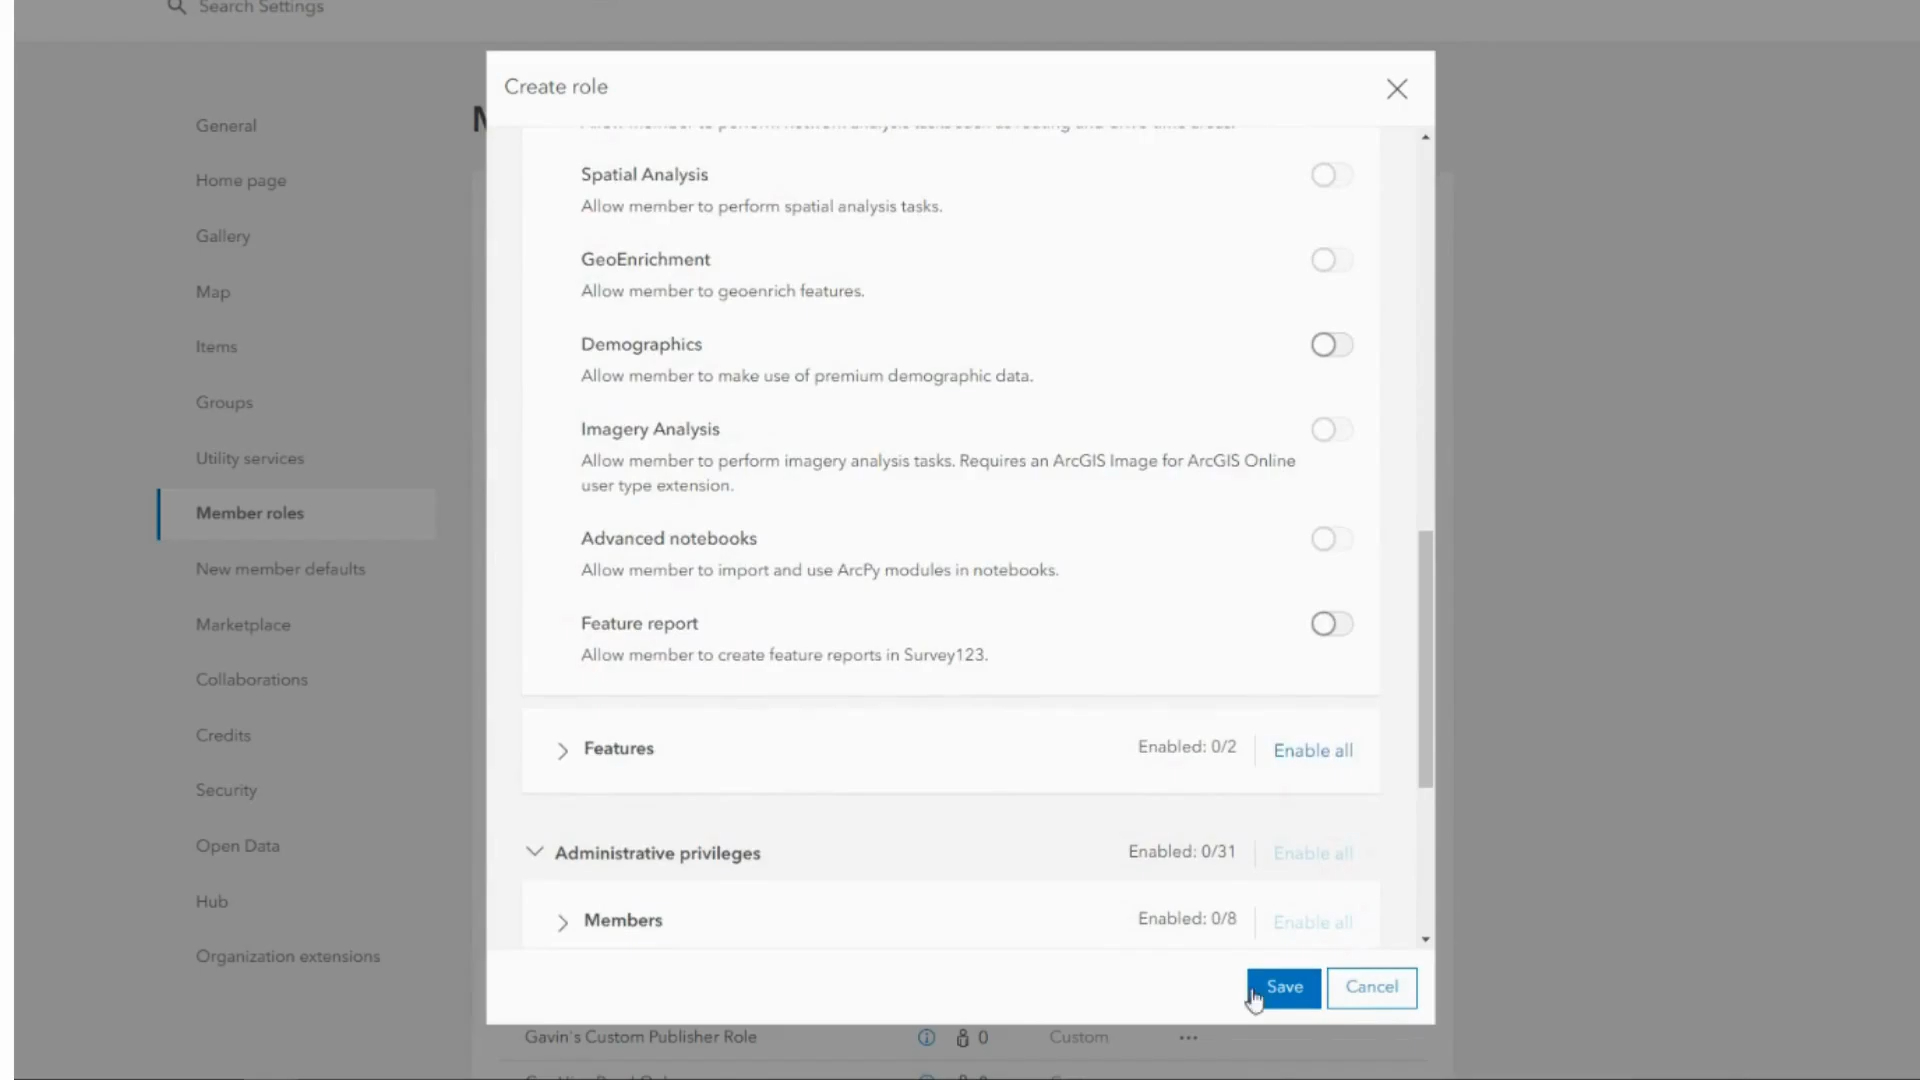 Search Settings
Create role
General
Home page
Gallery
Map
Items
Groups
Utility services
Member roles
New member defaults
Marketplace
Collaborations
Credits
Security
Open Data
Hub
Organization extensions
Spatial Analysis
Allow member to perform spatial analysis tasks.
GeoEnrichment
Allow member to geoenrich features.
Demographics
Allow member to make use of premium demographic data.
Imagery Analysis
Allow member to perform imagery analysis tasks. Requires an ArcGIS Image for ArcGIS Online
user type extension.
Advanced notebooks
Allow member to import and use ArcPy modules in notebooks.
Feature report
Allow member to create feature reports in Survey123.
Features Enabled: 0/2 Enable all
Administrative privileges Enabled: 0/31 Enable all
Members Enabled: 0/8 Enable all
Save Cancel
Gavin's Custom Publisher Role 0 Custom